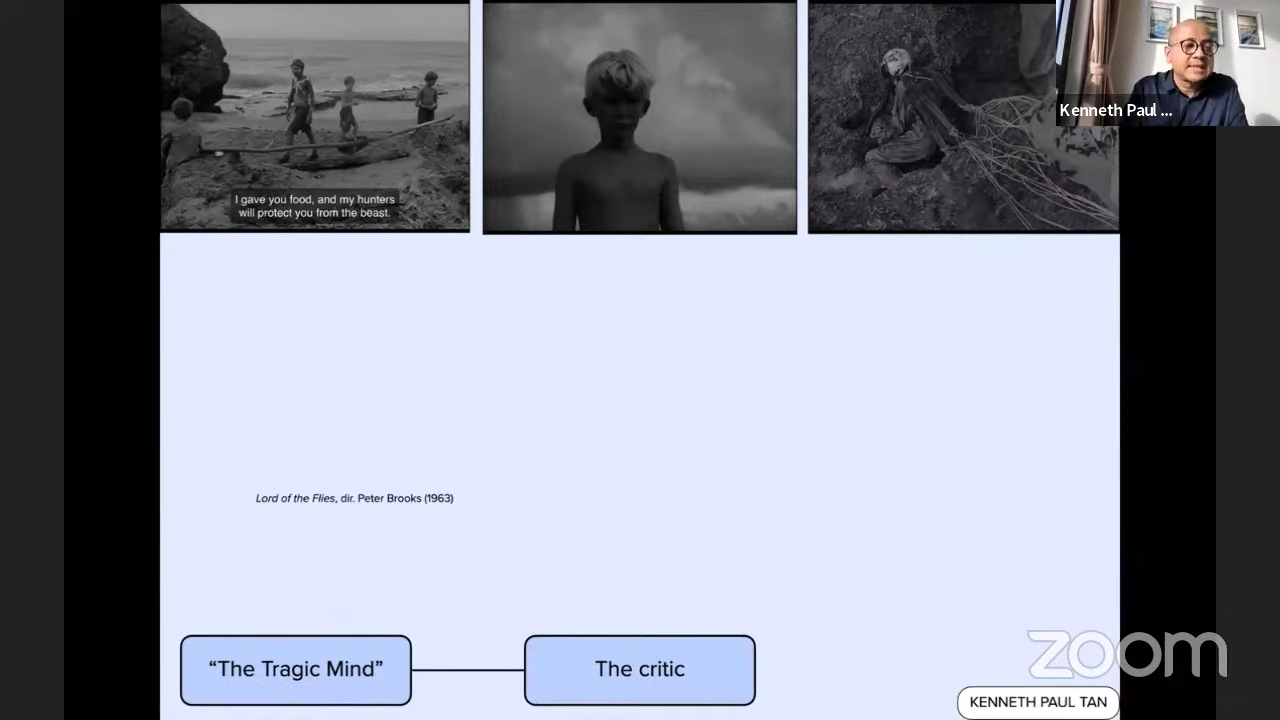 Kenneth Paul ...
I gave you food, and my hunters
will protect you from the beast.
Lord of the Flies, dir. Peter Brooks (1963)
“The Tragic Mind”
The critic
zoom
KENNETH PAUL TAN